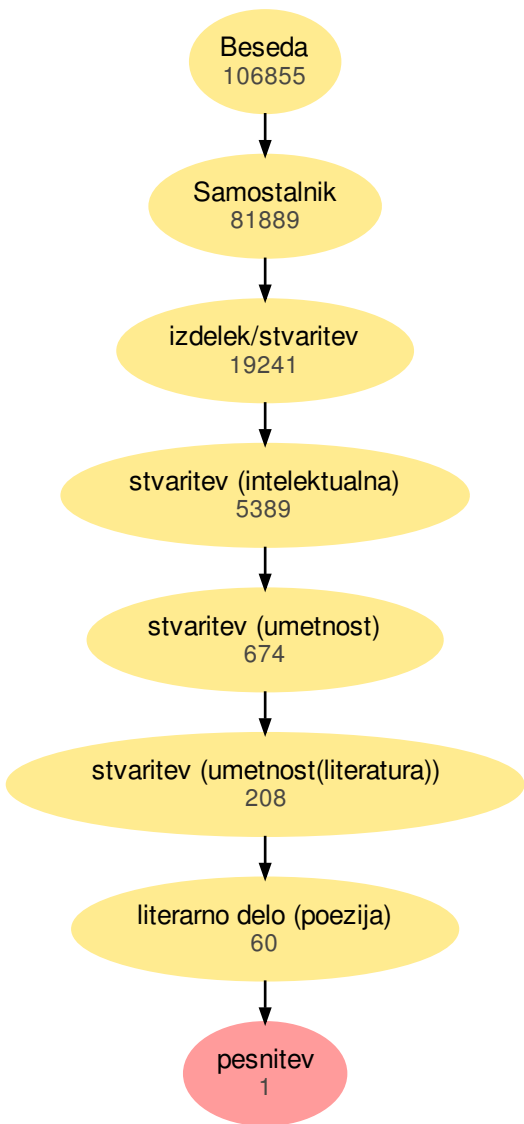 Beseda
106855
Samostalnik
81889
izdelek/stvaritev
19241
stvaritev (intelektualna)
5389
stvaritev (umetnost)
674
stvaritev (umetnost(literatura))
208
literarno delo (poezija)
60
pesnitev
1